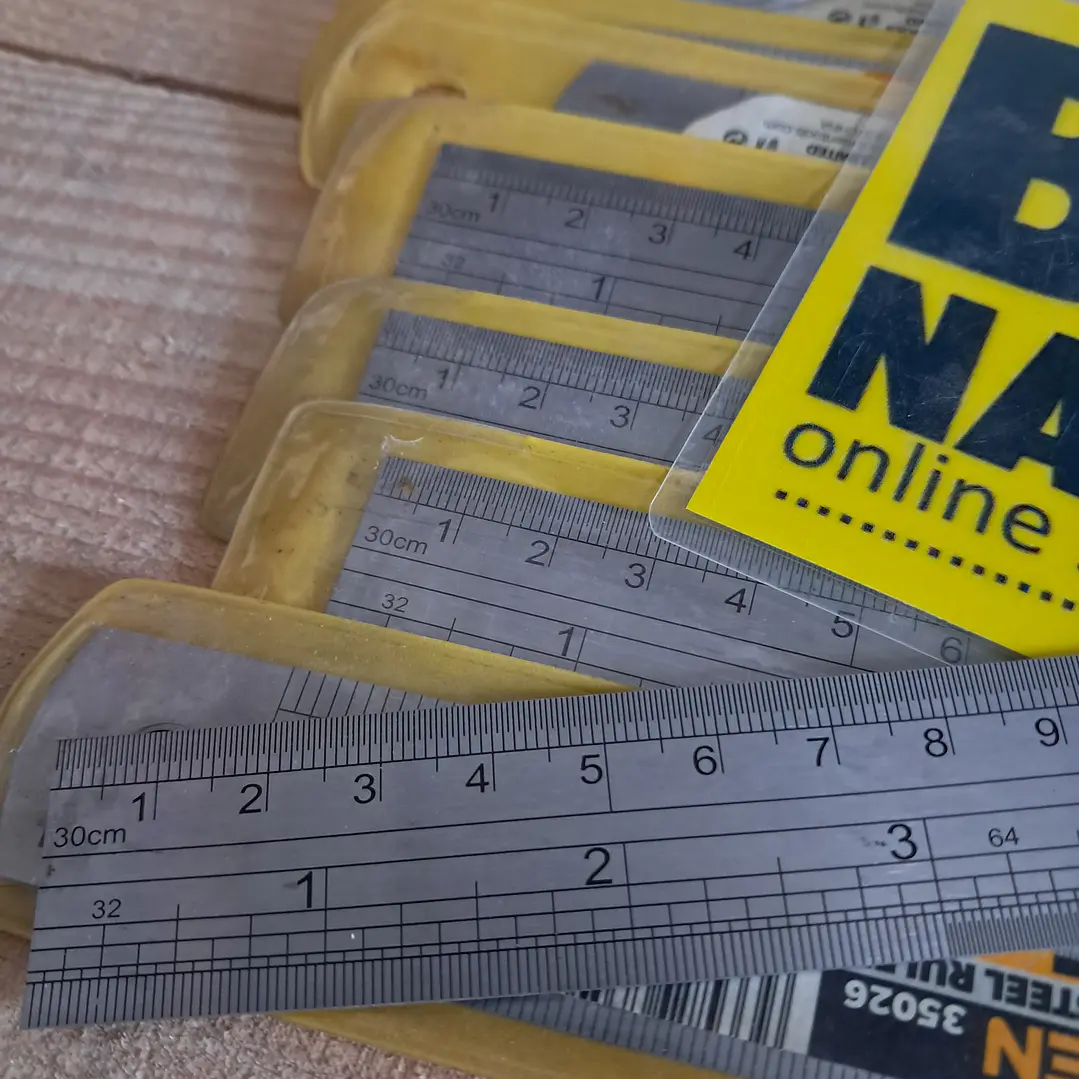 30cm 1 2 3 4
32 1
30cm 1 2 3 4
30cm 1 2 3 4 5 6
32 1
B
NA
online
1 2 3 4 5 6 7 8 9
30cm
1 2 3 64
32
35026
STEEL RULE
EN